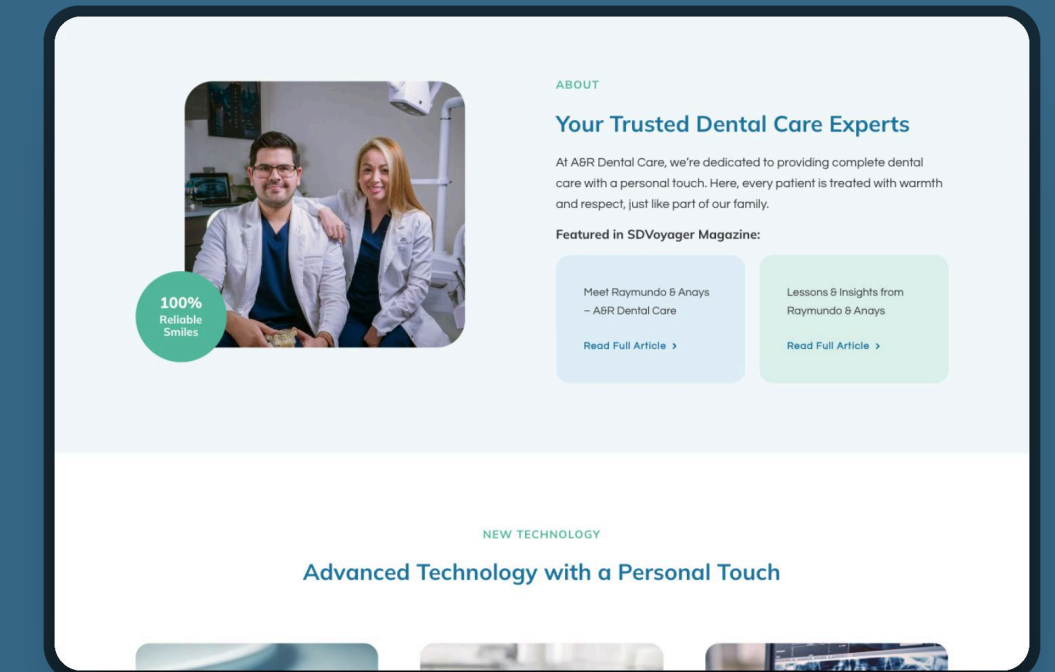 100%
Reliable
Smiles
ABOUT
Your Trusted Dental Care Experts
At A&R Dental Care, we’re dedicated to providing complete dental
care with a personal touch. Here, every patient is treated with warmth
and respect, just like part of our family.
Featured in SDVoyager Magazine:
Meet Raymundo & Anays
– A&R Dental Care
Read Full Article ›
Lessons & Insights from
Raymundo & Anays
Read Full Article ›
NEW TECHNOLOGY
Advanced Technology with a Personal Touch